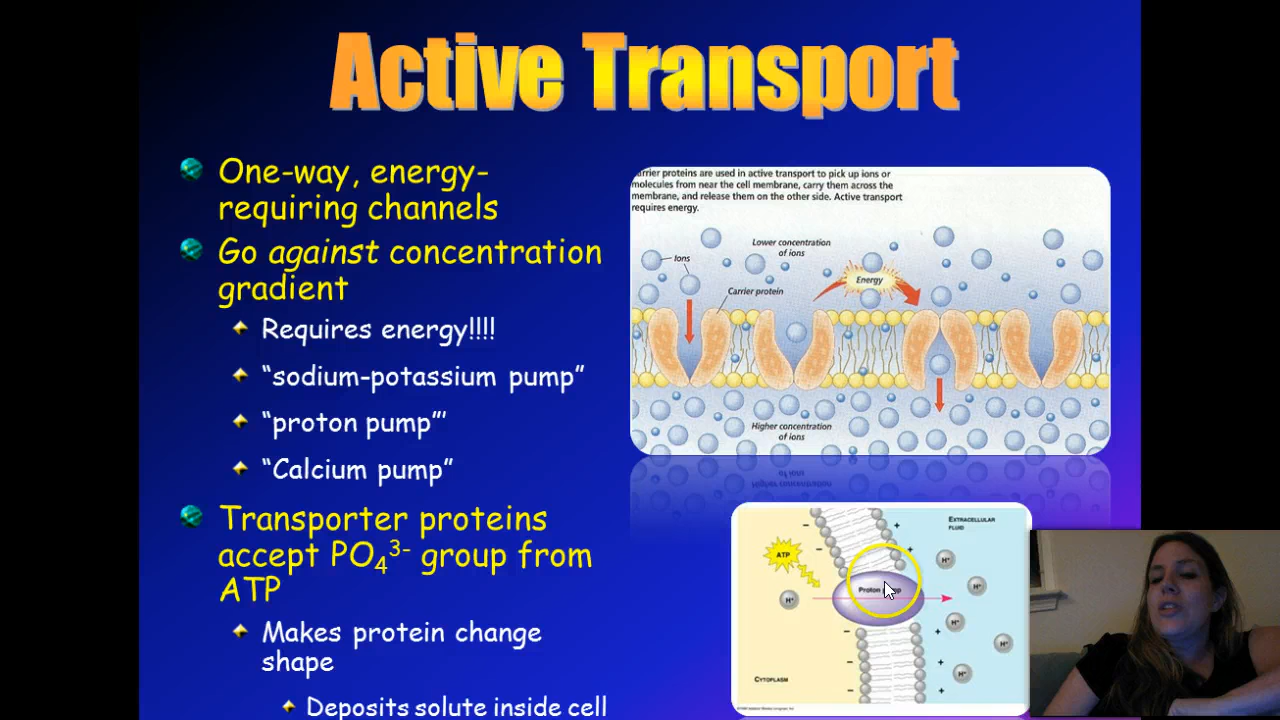 Active Transport
One-way, energy-
requiring channels
Go against concentration
gradient
Requires energy!!!!
“sodium-potassium pump”
“proton pump”’
“Calcium pump”
Transporter proteins
accept PO₄³⁻ group from
ATP
Makes protein change
shape
Deposits solute inside cell
proteins are used in active transport to pick up ions or
molecules from near the cell membrane, carry them across the
membrane, and release them on the other side. Active transport
requires energy.
Lower concentration
of ions
Ions
Energy
Carrier protein
Higher concentration
of ions
EXTRACELLULAR
FLUID
- +
ATP
- +
Proton
H+
H+
H+
H+
H+
H+
- +
- +
- +
CYTOPLASM